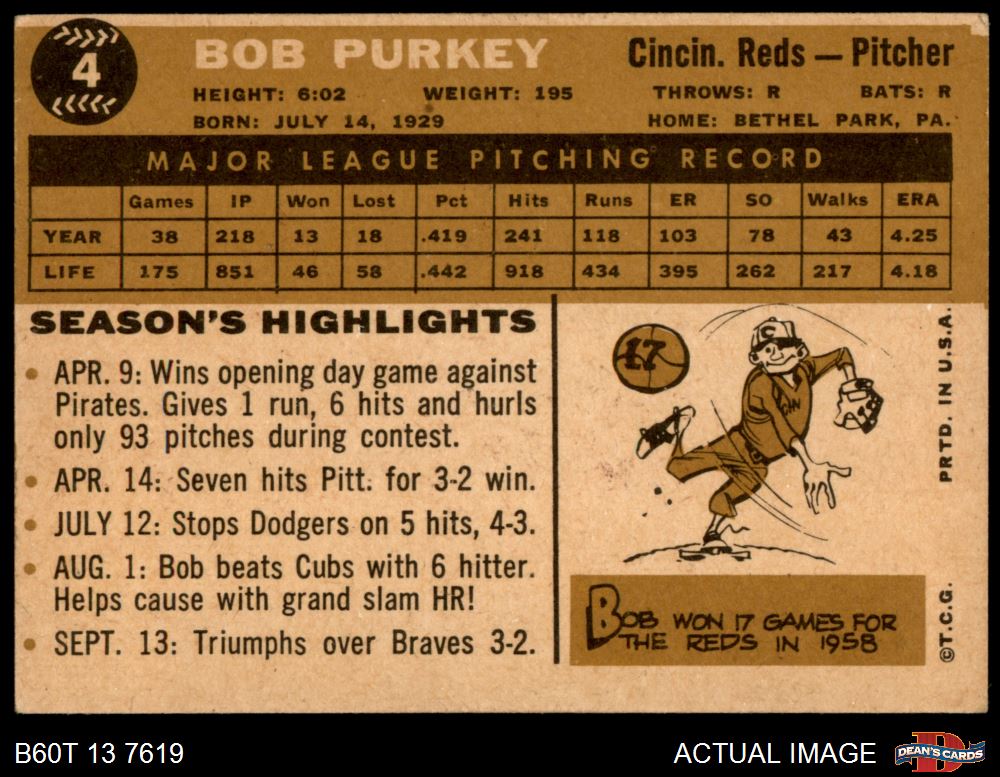 4
BOB PURKEY
Cincin. Reds — Pitcher
HEIGHT: 6:02 WEIGHT: 195 THROWS: R BATS: R
BORN: JULY 14, 1929 HOME: BETHEL PARK, PA.
MAJOR LEAGUE PITCHING RECORD
Games IP Won Lost Pct Hits Runs ER SO Walks ERA
YEAR 38 218 13 18 .419 241 118 103 78 43 4.25
LIFE 175 851 46 58 .442 918 434 395 262 217 4.18
SEASON'S HIGHLIGHTS
• APR. 9: Wins opening day game against
Pirates. Gives 1 run, 6 hits and hurls
only 93 pitches during contest.
• APR. 14: Seven hits Pitt. for 3-2 win.
• JULY 12: Stops Dodgers on 5 hits, 4-3.
• AUG. 1: Bob beats Cubs with 6 hitter.
Helps cause with grand slam HR!
• SEPT. 13: Triumphs over Braves 3-2.
17
C
CIN
BOB WON 17 GAMES FOR
THE REDS IN 1958
PRTD. IN U.S.A.
©T.C.G.
B60T 13 7619
ACTUAL IMAGE
D
DEAN'S CARDS